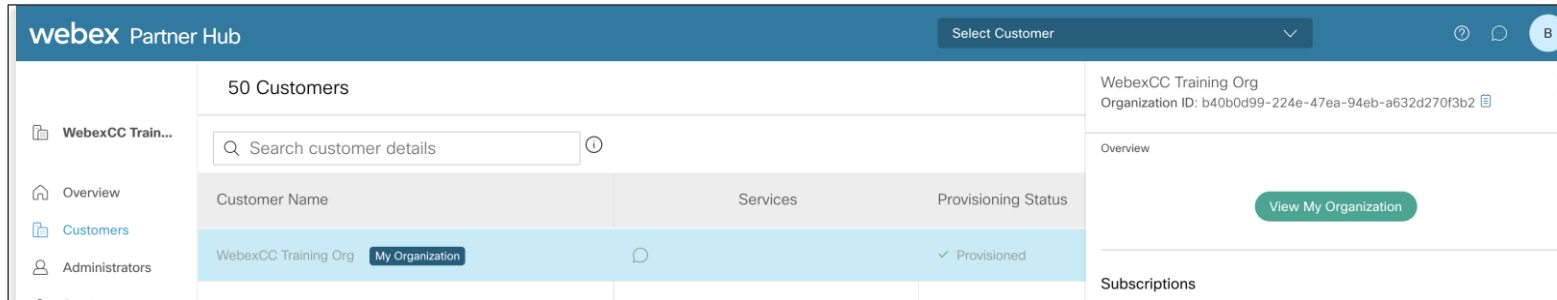 webex Partner Hub
Select Customer
B
WebexCC Train...
Overview
Customers
Administrators
50 Customers
Search customer details
Customer Name Services Provisioning Status
WebexCC Training Org My Organization Provisioned
WebexCC Training Org
Organization ID: b40b0d99-224e-47ea-94eb-a632d270f3b2
Overview
View My Organization
Subscriptions